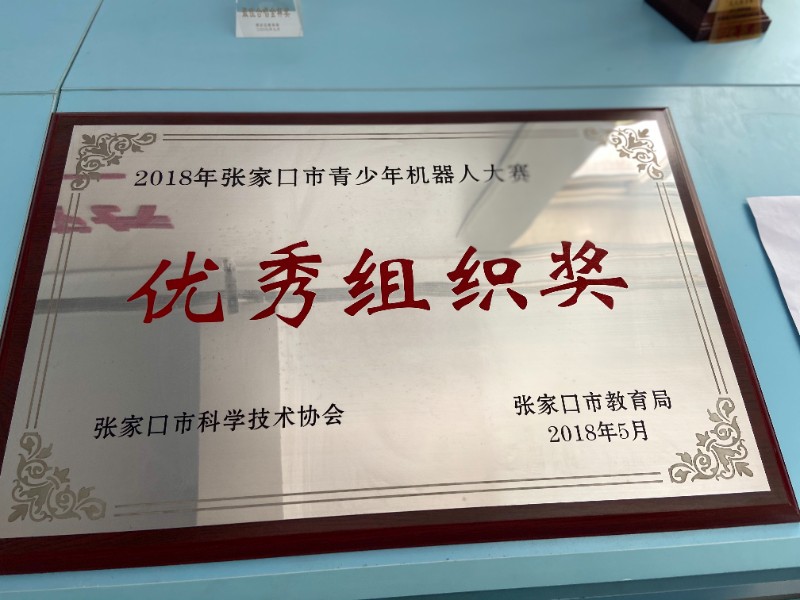 2018年张家口市青少年机器人大赛
优秀组织奖
张家口市科学技术协会
张家口市教育局
2018年5月